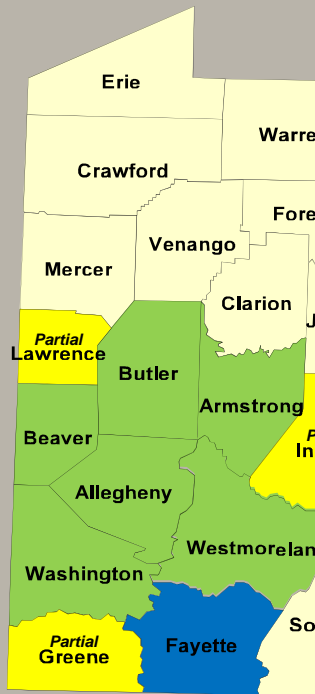 Erie
Warre
Crawford
Fore
Venango
Mercer
Clarion
J
Partial
Lawrence
Butler
Armstrong
P
In
Beaver
Allegheny
Westmorelan
Washington
Partial
Greene
Fayette
So